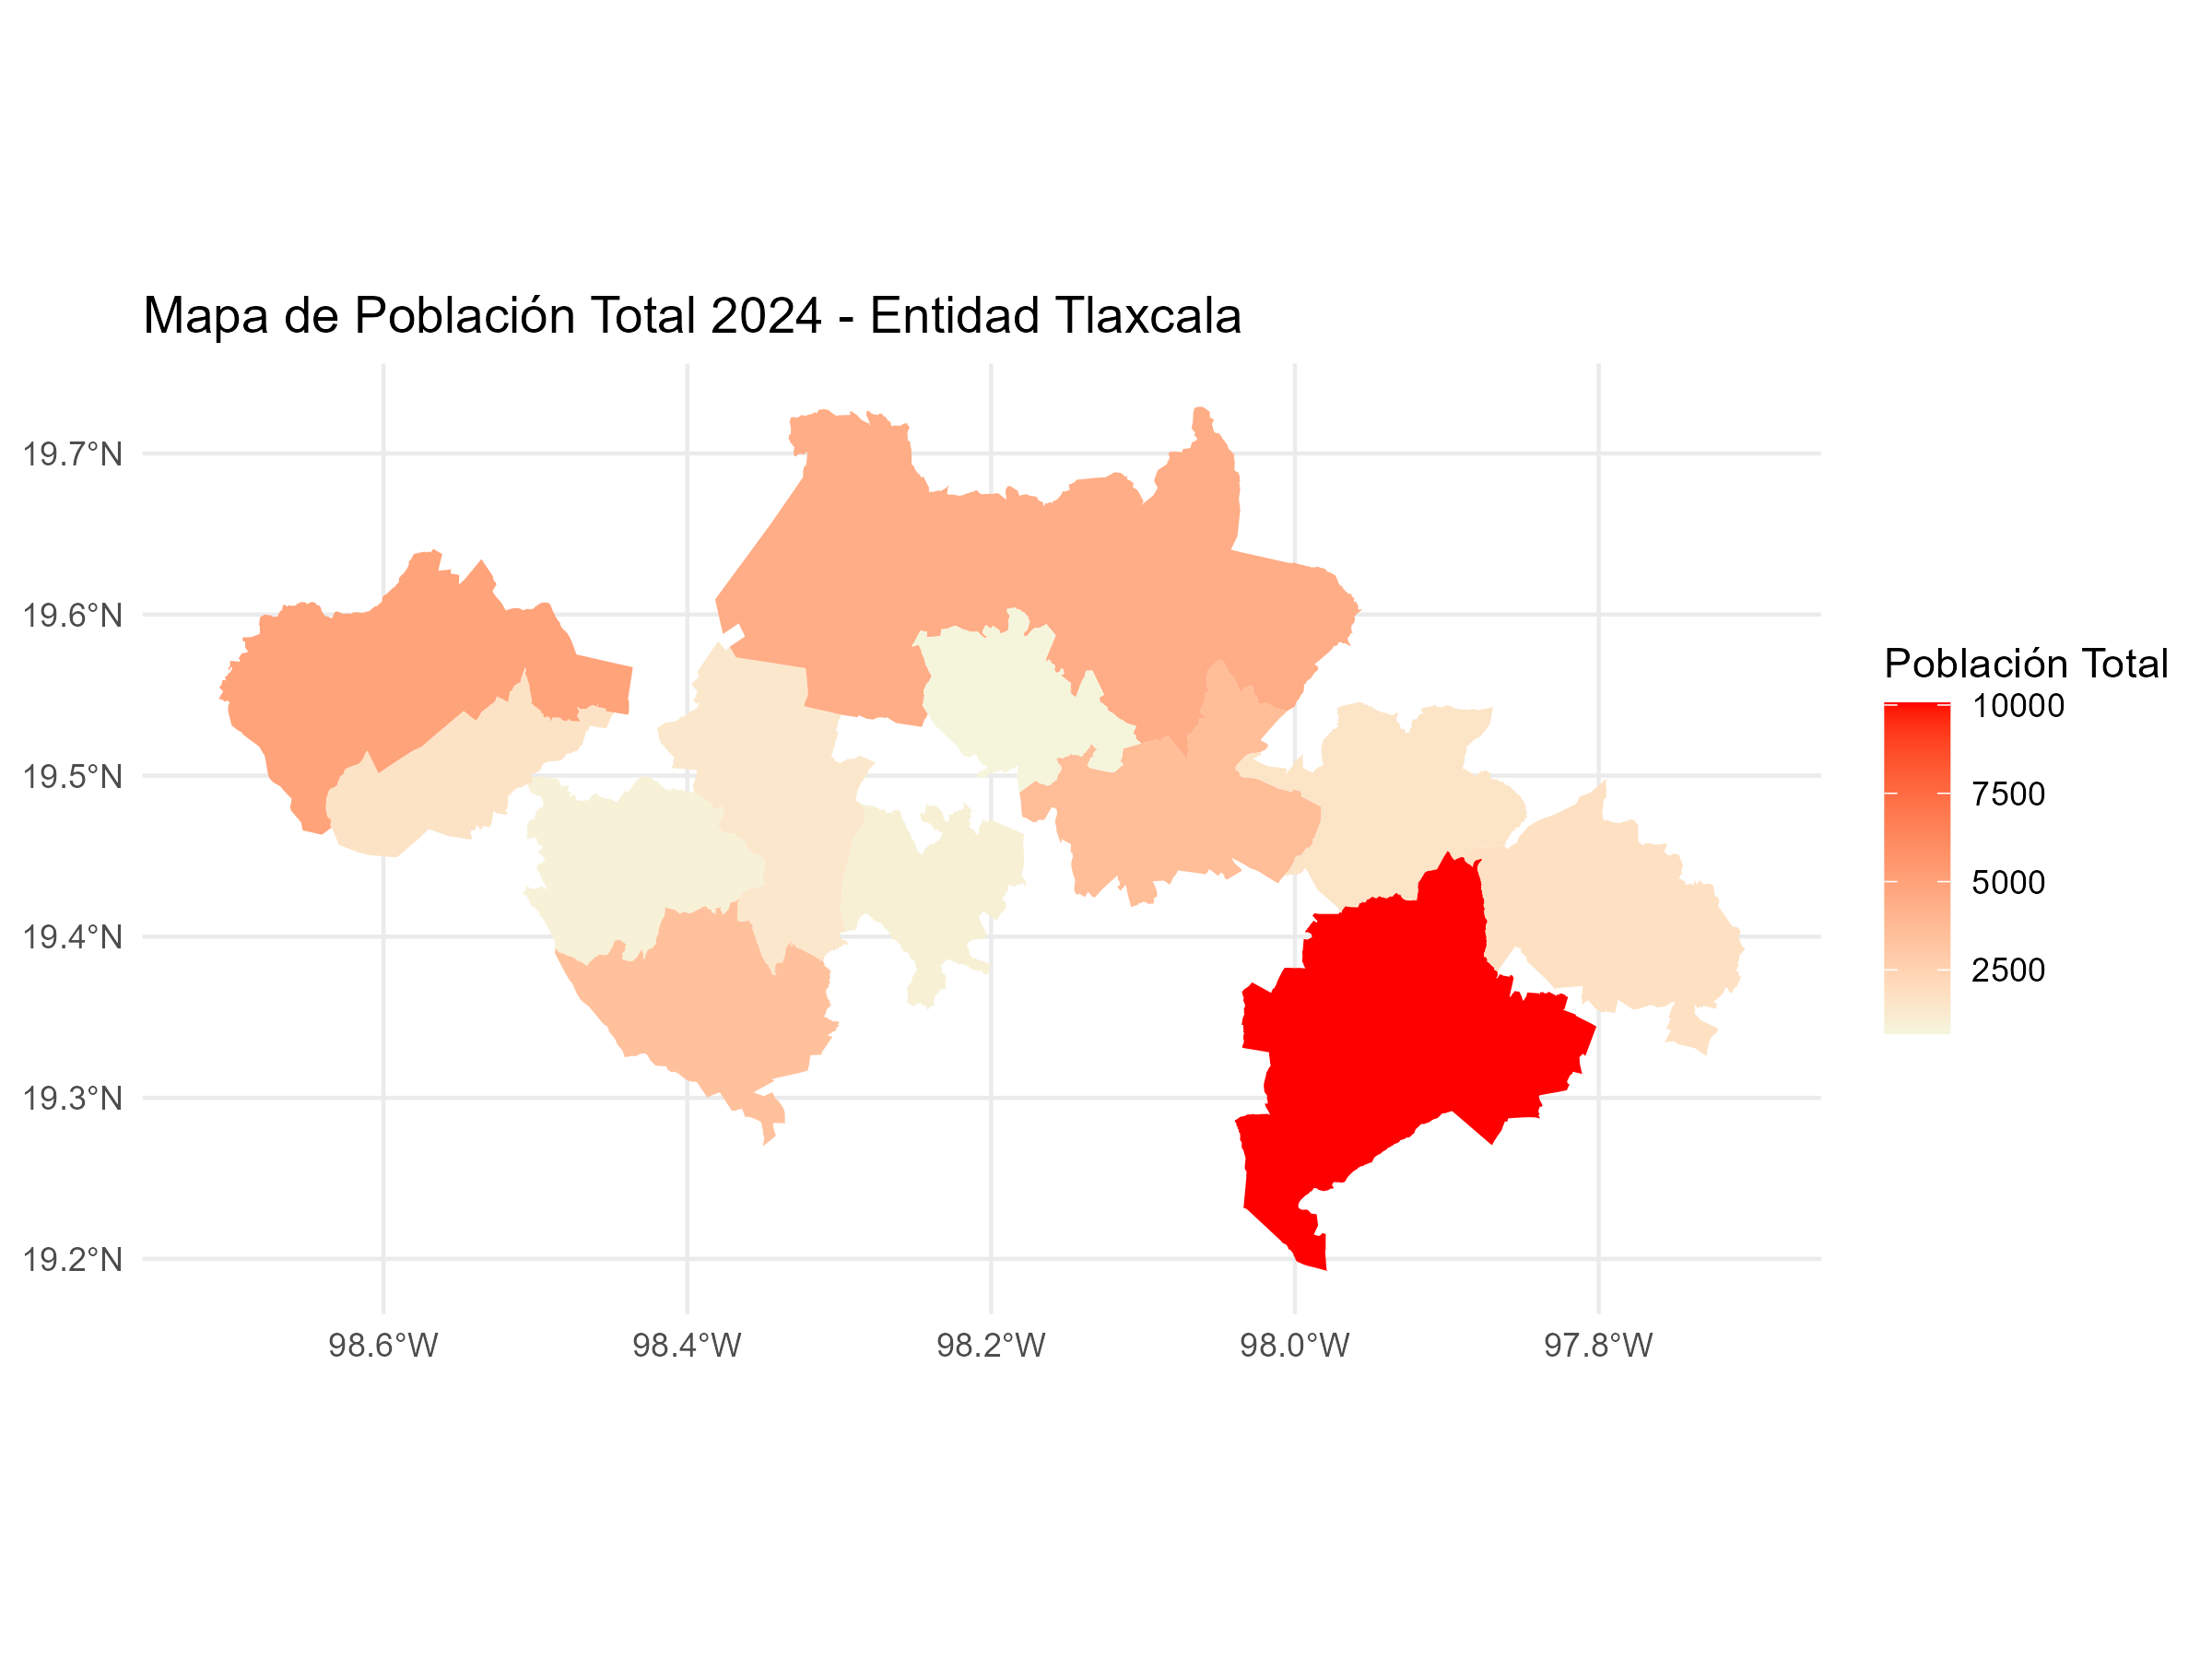 Mapa de Población Total 2024 - Entidad Tlaxcala
19.7°N
19.6°N
19.5°N
19.4°N
19.3°N
19.2°N
98.6°W
98.4°W
98.2°W
98.0°W
97.8°W
Población Total
10000
7500
5000
2500